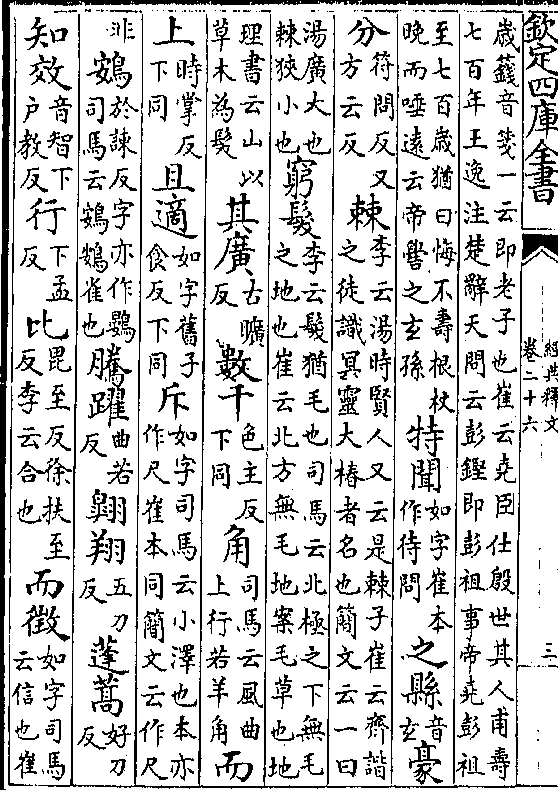 欽定四庫全書
經典釋文
卷二十六
三
歲籛音箋一云即老子也崔云堯臣仕殷世其人甫壽
七百年王逸注楚辭天問云彭鏗即彭祖事帝堯彭祖
至七百歲猶曰悔不壽根杖晚而唾遠云帝嚳之玄孫特聞如字崔本作待問之縣音玄豪
分符問反又方云反棘李云湯時賢人又云是棘子崔云齊諧之徒識冥靈大椿者名也簡文云一曰
湯廣大也棘狹小也窮髮李云髮猶毛也司馬云北極之下無毛之地也崔云北方無毛地案毛草也地
理書云山以草木為髮其廣古曠反數千色主反下同角司馬云風曲上行若羊角而
上時掌反下同且適如字舊子食反下同斥如字司馬云小澤也本亦作尺崔本同簡文云作尺
非鴳於諫反字亦作鷃司馬云鴳鴳雀也騰躍曲若反翺翔五刀反蓬蒿好刀反
知效音智下戶教反行下孟反比毘至反徐扶至反李云合也而徵如字司馬云信也崔